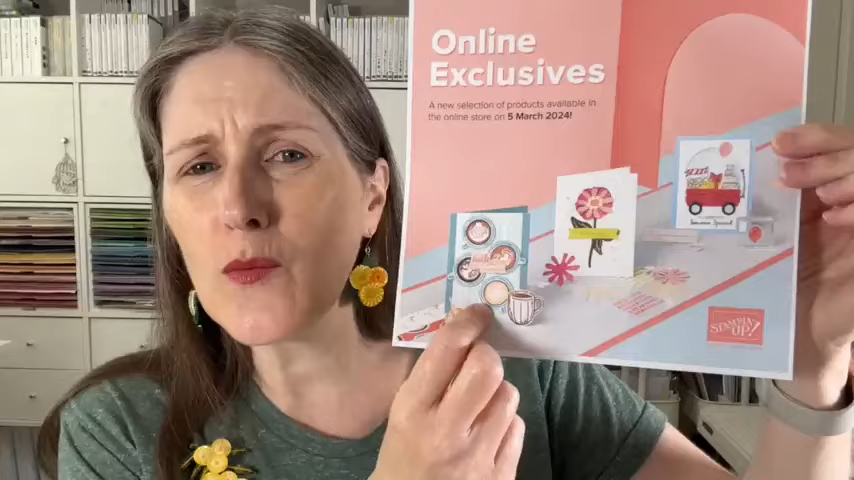 Online
Exclusives
A new selection of products available in
the online store on 5 March 2024!
STAMPIN'
UP!